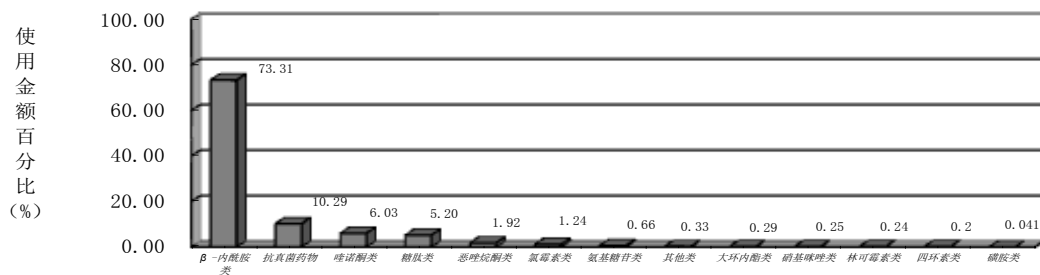 使用金额百分比(%)
100.00
80.00
60.00
40.00
20.00
0.00
73.31
10.29
6.03
5.20
1.92
1.24
0.66
0.33
0.29
0.25
0.24
0.2
0.041
β-内酰胺类
抗真菌药物
喹诺酮类
糖肽类
恶唑烷酮类
氯霉素类
氨基糖苷类
其他类
大环内酯类
硝基咪唑类
林可霉素类
四环素类
磺胺类